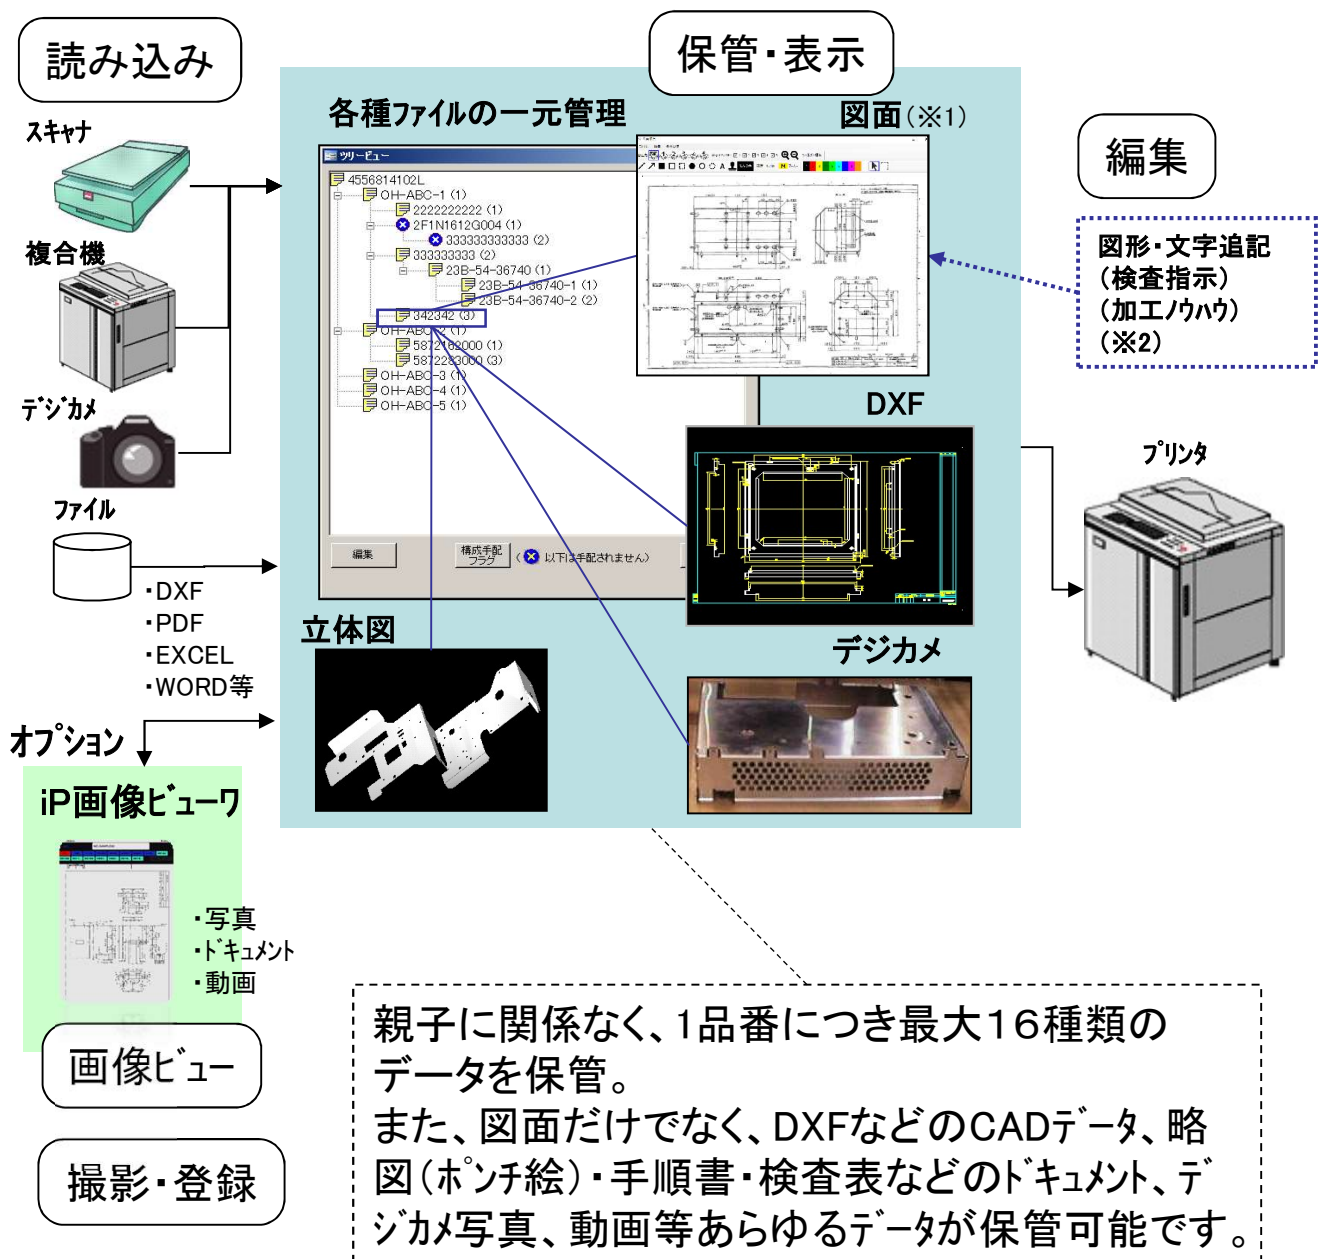 読み込み
保管・表示
スキャナ
各種ファイルの一元管理
図面(※1)
編集
ツリービュー
4556814102L
OH-ABC-1 (1)
2222222222 (1)
2F1N1612G004 (1)
333333333333 (2)
333333333 (2)
23B-54-36740 (1)
23B-54-36740-1 (1)
23B-54-36740-2 (2)
342342 (3)
OH-ABC-2 (1)
5872162000 (1)
5872283000 (3)
OH-ABC-3 (1)
OH-ABC-4 (1)
OH-ABC-5 (1)
編集
構成手配
フラグ
( 以下は手配されません)
複合機
図形・文字追記
(検査指示)
(加工ノウハウ)
(※2)
デジカメ
DXF
プリンタ
ファイル
・DXF
・PDF
・EXCEL
・WORD等
立体図
デジカメ
オプション
iP画像ビューワ
・写真
・ドキュメント
・動画
画像ビュー
撮影・登録
親子に関係なく、1品番につき最大16種類の
データを保管。
また、図面だけでなく、DXFなどのCADデータ、略
図(ポンチ絵)・手順書・検査表などのドキュメント、デ
ジカメ写真、動画等あらゆるデータが保管可能です。